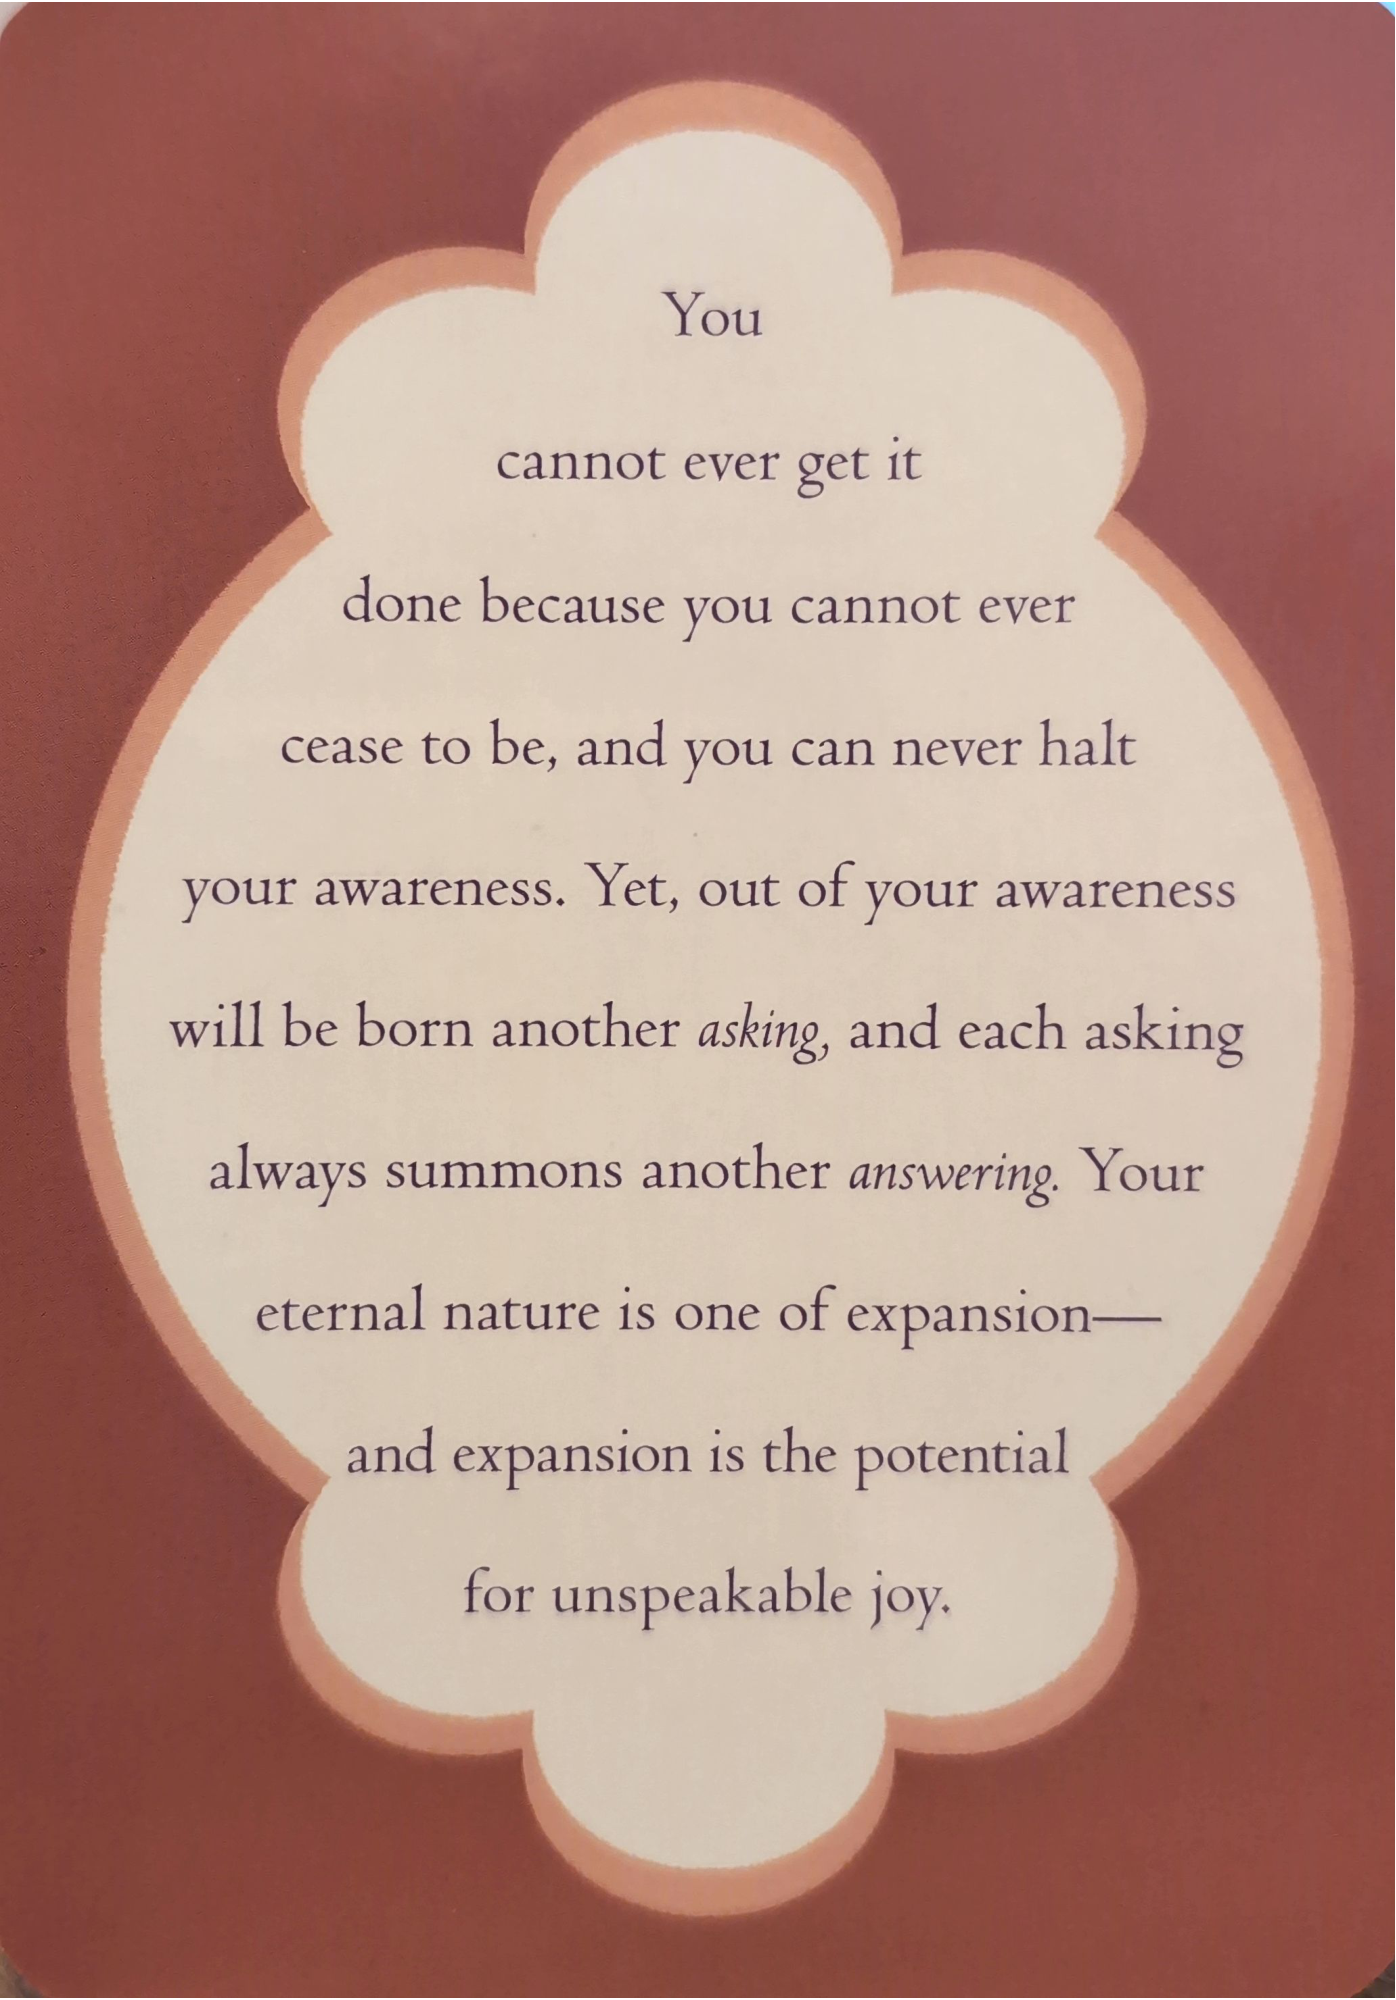 You
cannot ever get it
done because you cannot ever
cease to be, and you can never halt
your awareness. Yet, out of your awareness
will be born another asking, and each asking
always summons another answering. Your
eternal nature is one of expansion—
and expansion is the potential
for unspeakable joy.